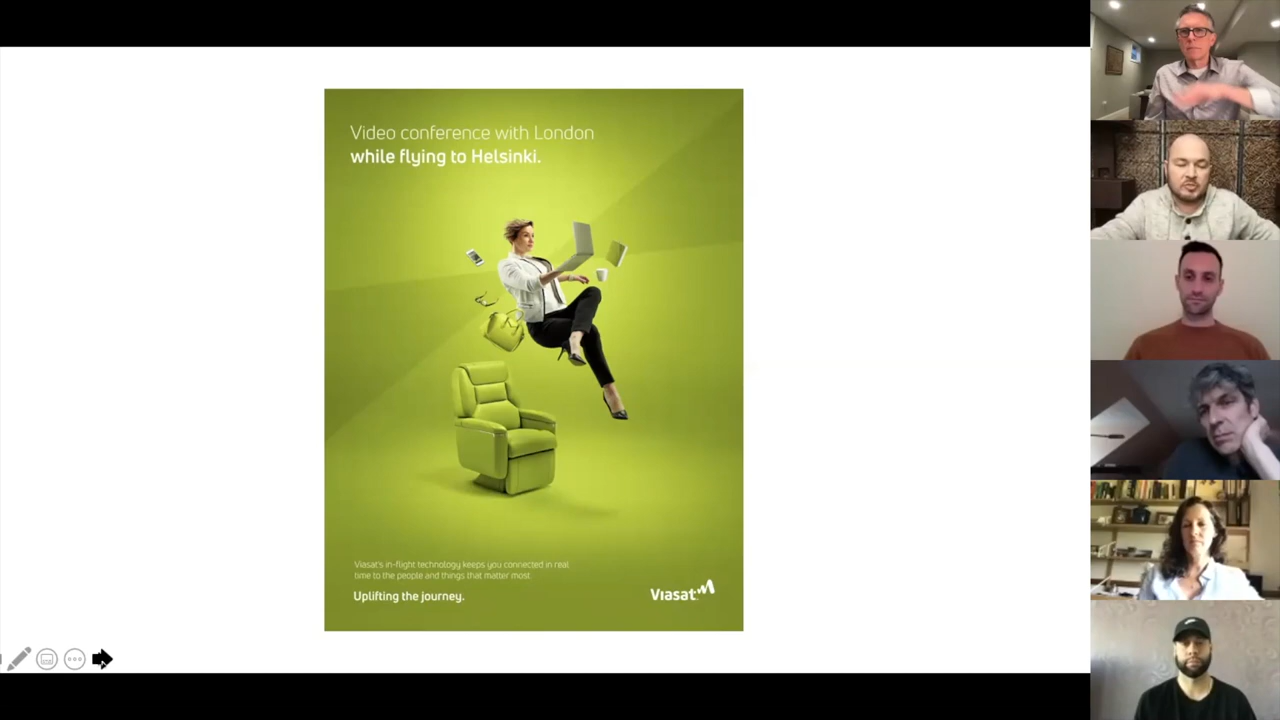 Video conference with London
while flying to Helsinki.
Viasat's in-flight technology keeps you connected in real
time to the people and things that matter most
Uplifting the journey.
Viasat